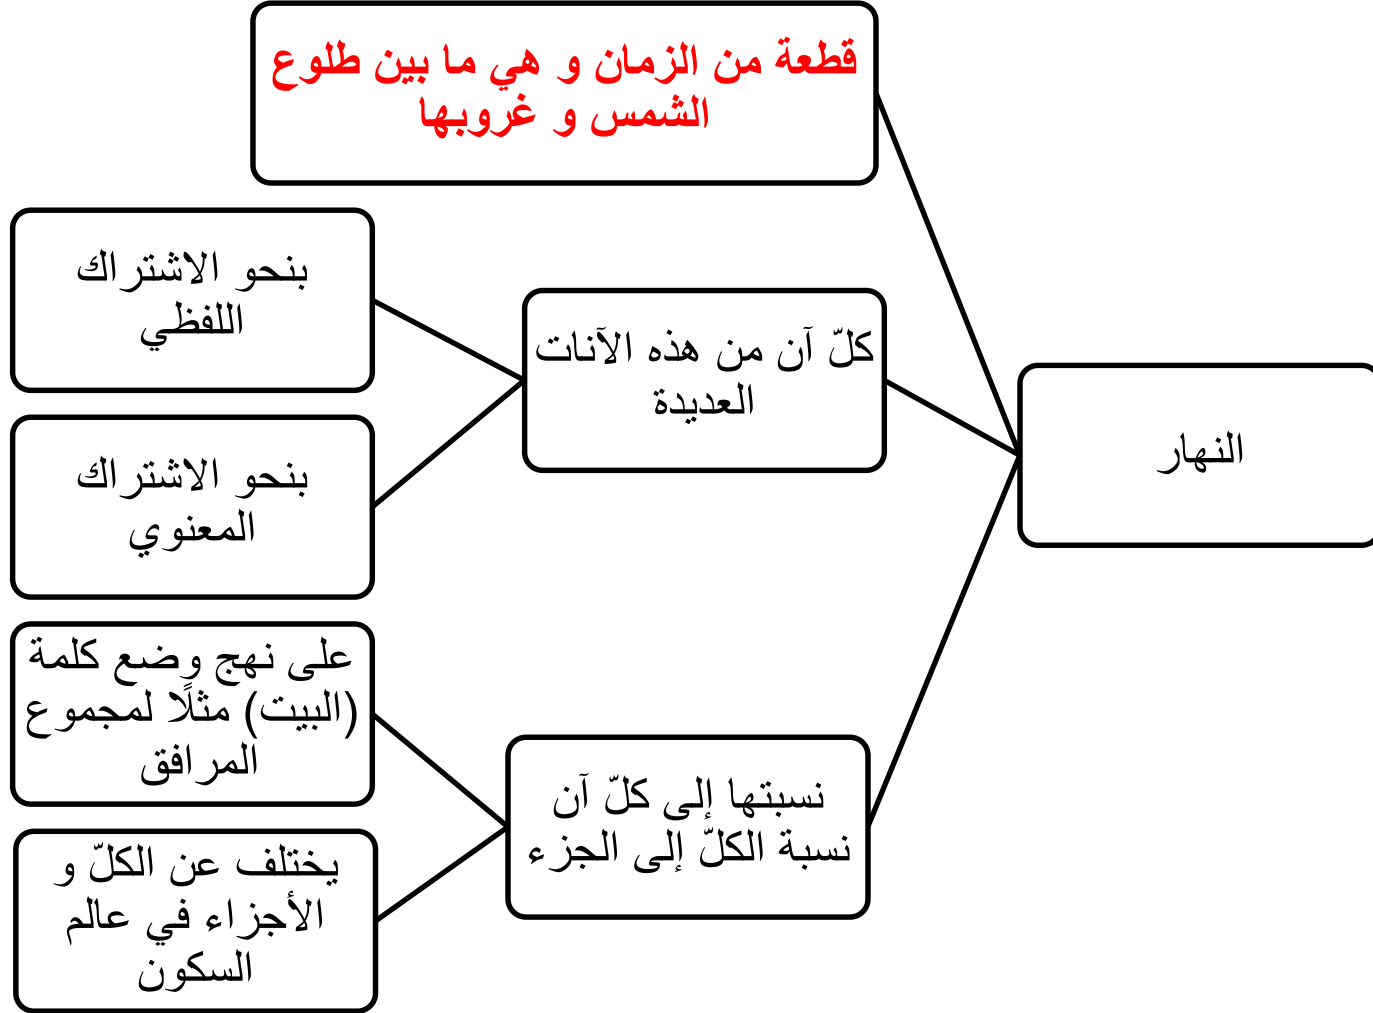 النهار
قطعة من الزمان و هي ما بين طلوع
الشمس و غروبها
كلّ آن من هذه الآنات
العديدة
بنحو الاشتراك
اللفظي
بنحو الاشتراك
المعنوي
نسبتها إلى كلّ آن
نسبة الكلّ إلى الجزء
على نهج وضع كلمة
(البيت) مثلًا لمجموع
المرافق
يختلف عن الكلّ و
الأجزاء في عالم
السكون